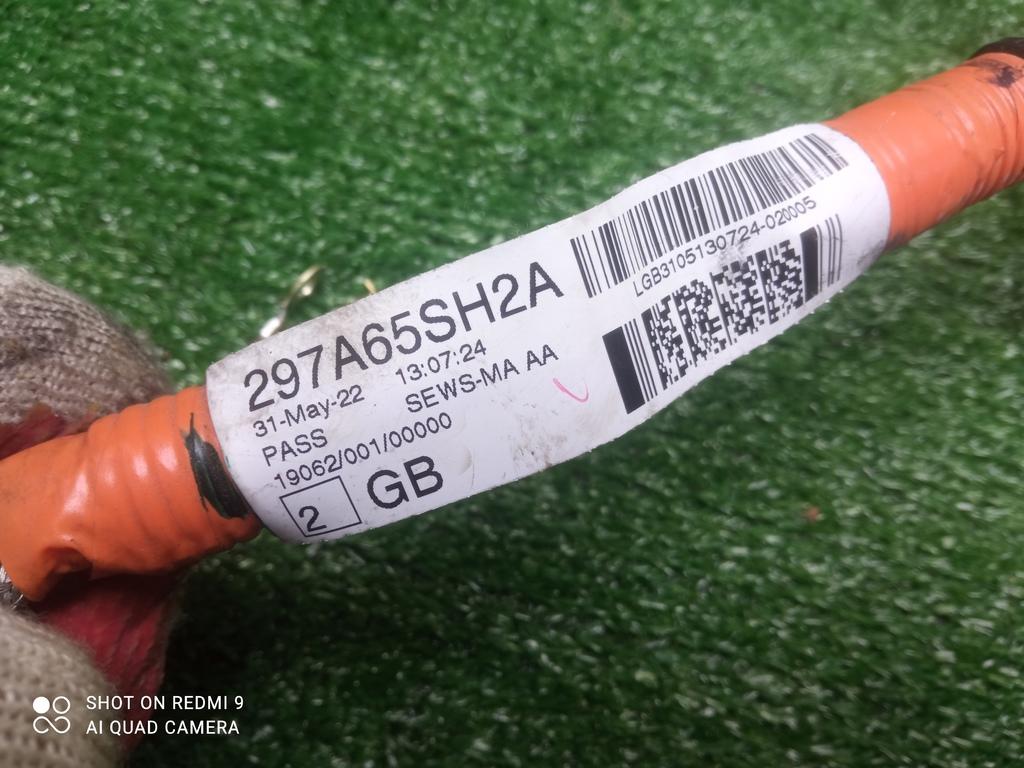 297A65SH2A
31-May-22 13:07:24
PASS SEWS-MA AA
19062/001/00000
2 GB
LGB3105130724-020005
SHOT ON REDMI 9
AI QUAD CAMERA